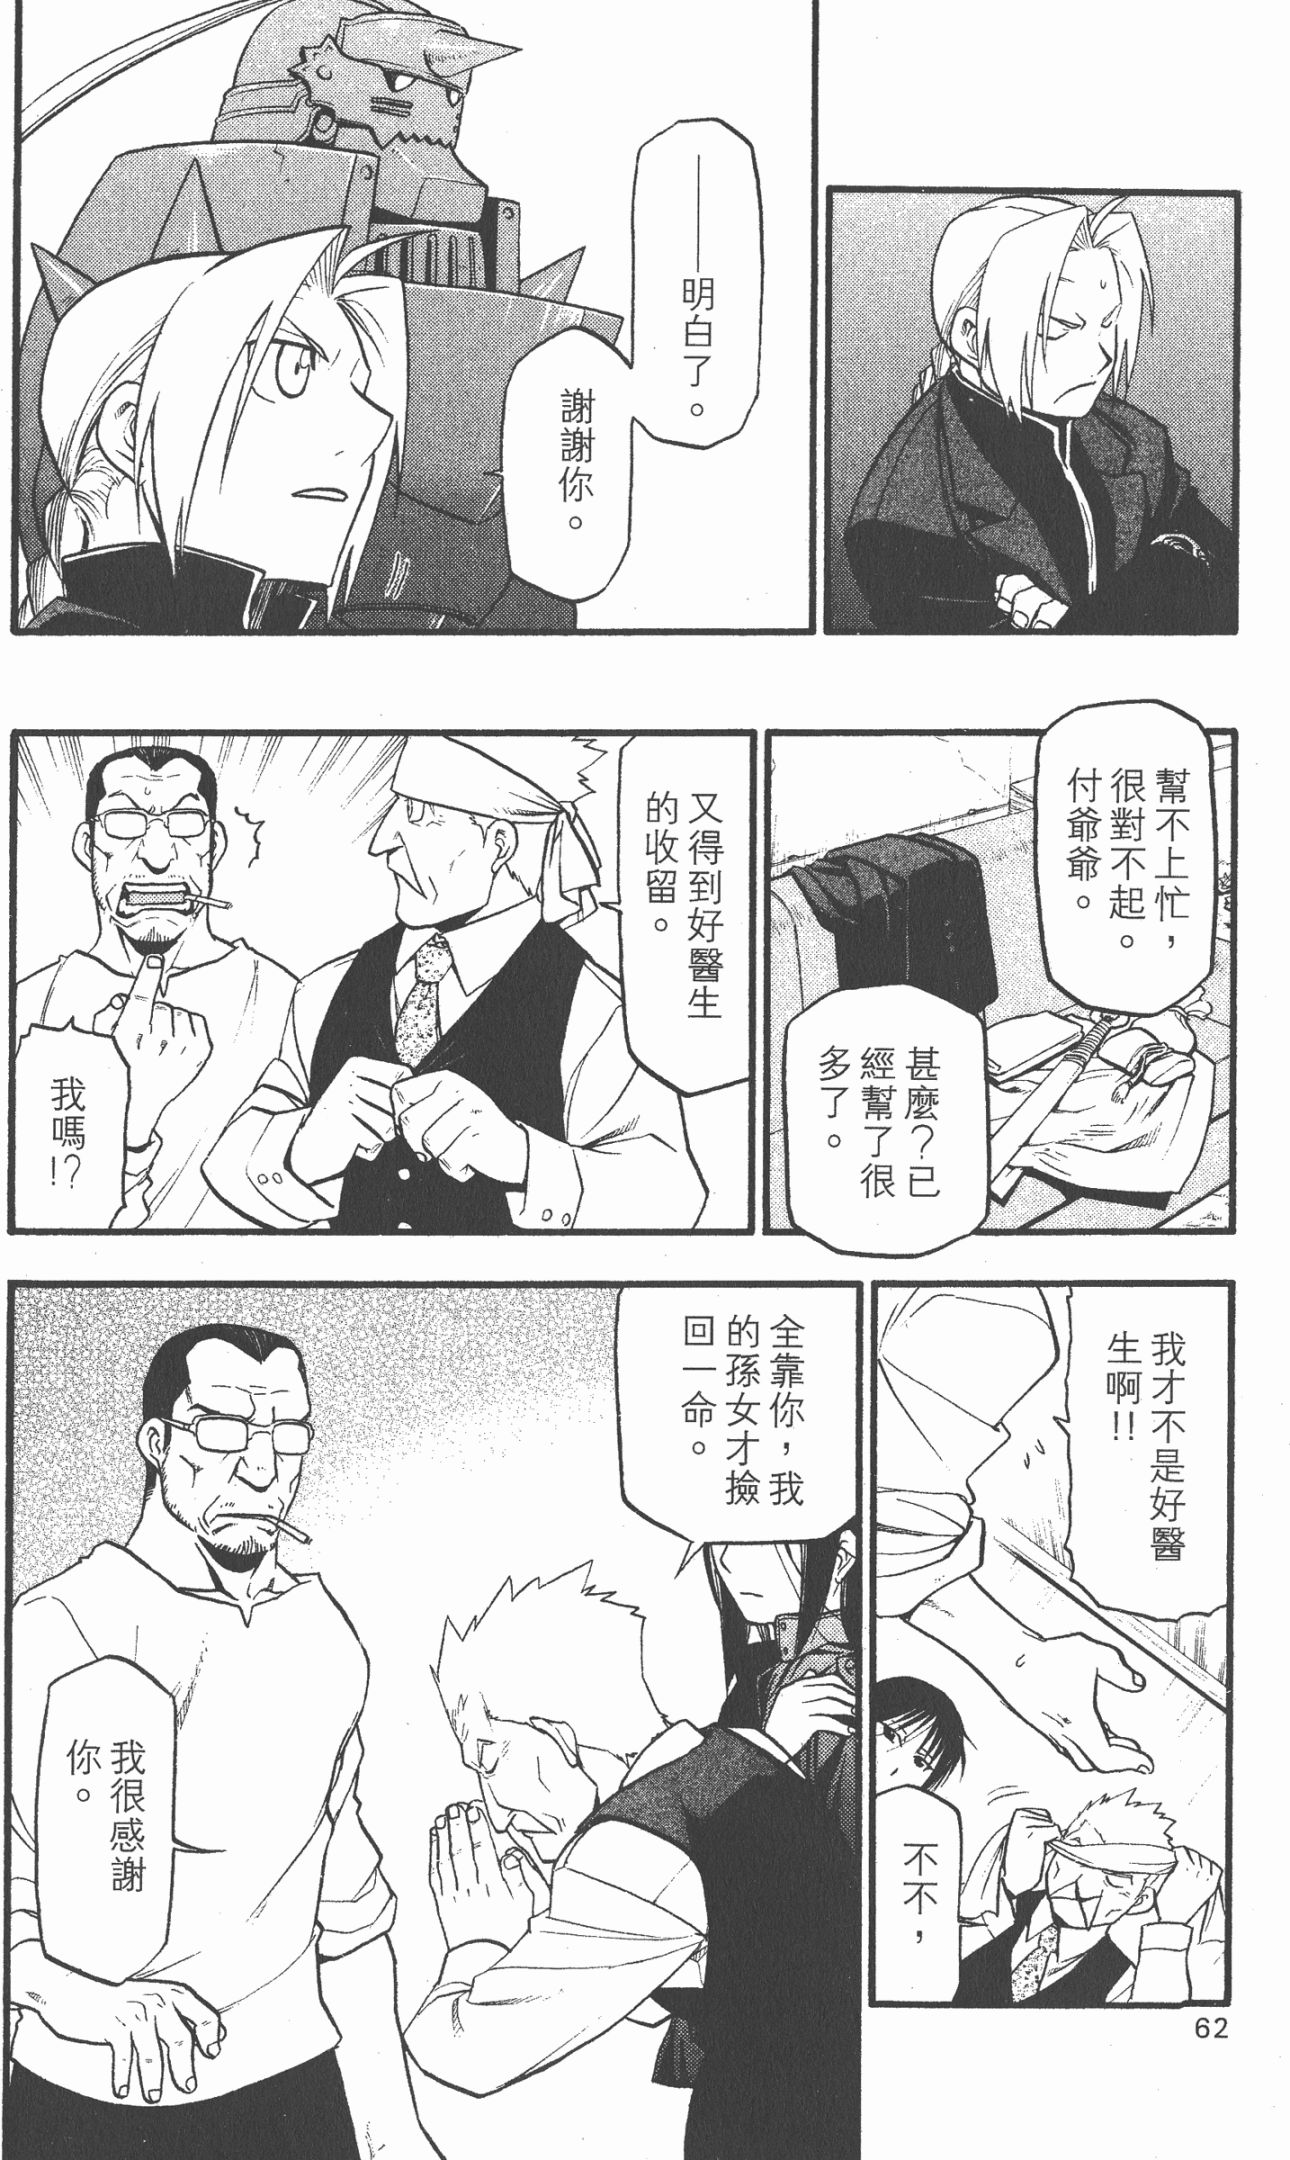 ——明白了。
謝謝你。
幫不上忙，
很對不起。
付爺爺。
甚麼？已
經幫了很
多了。
又得到好醫生
的收留。
我嗎!?
我才不是好醫
生啊!!
不不，
全靠你，我
的孫女才撿
回一命。
我很感謝
你。
62